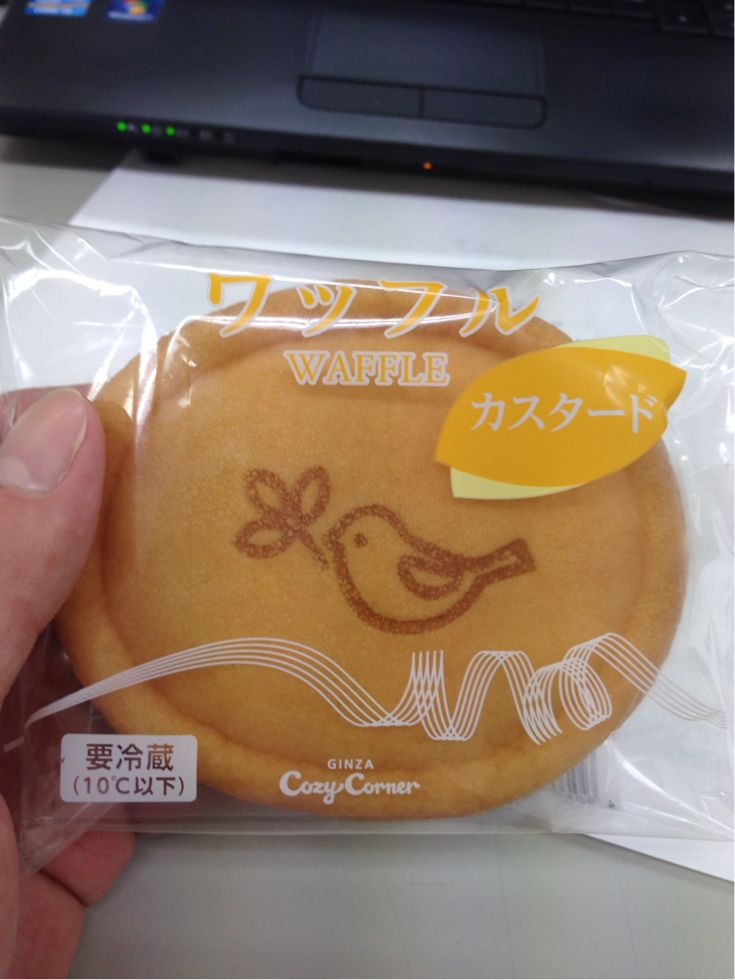 ワッフル
WAFFLE
カスタード
要冷蔵
(10℃以下)
GINZA
Cozy Corner